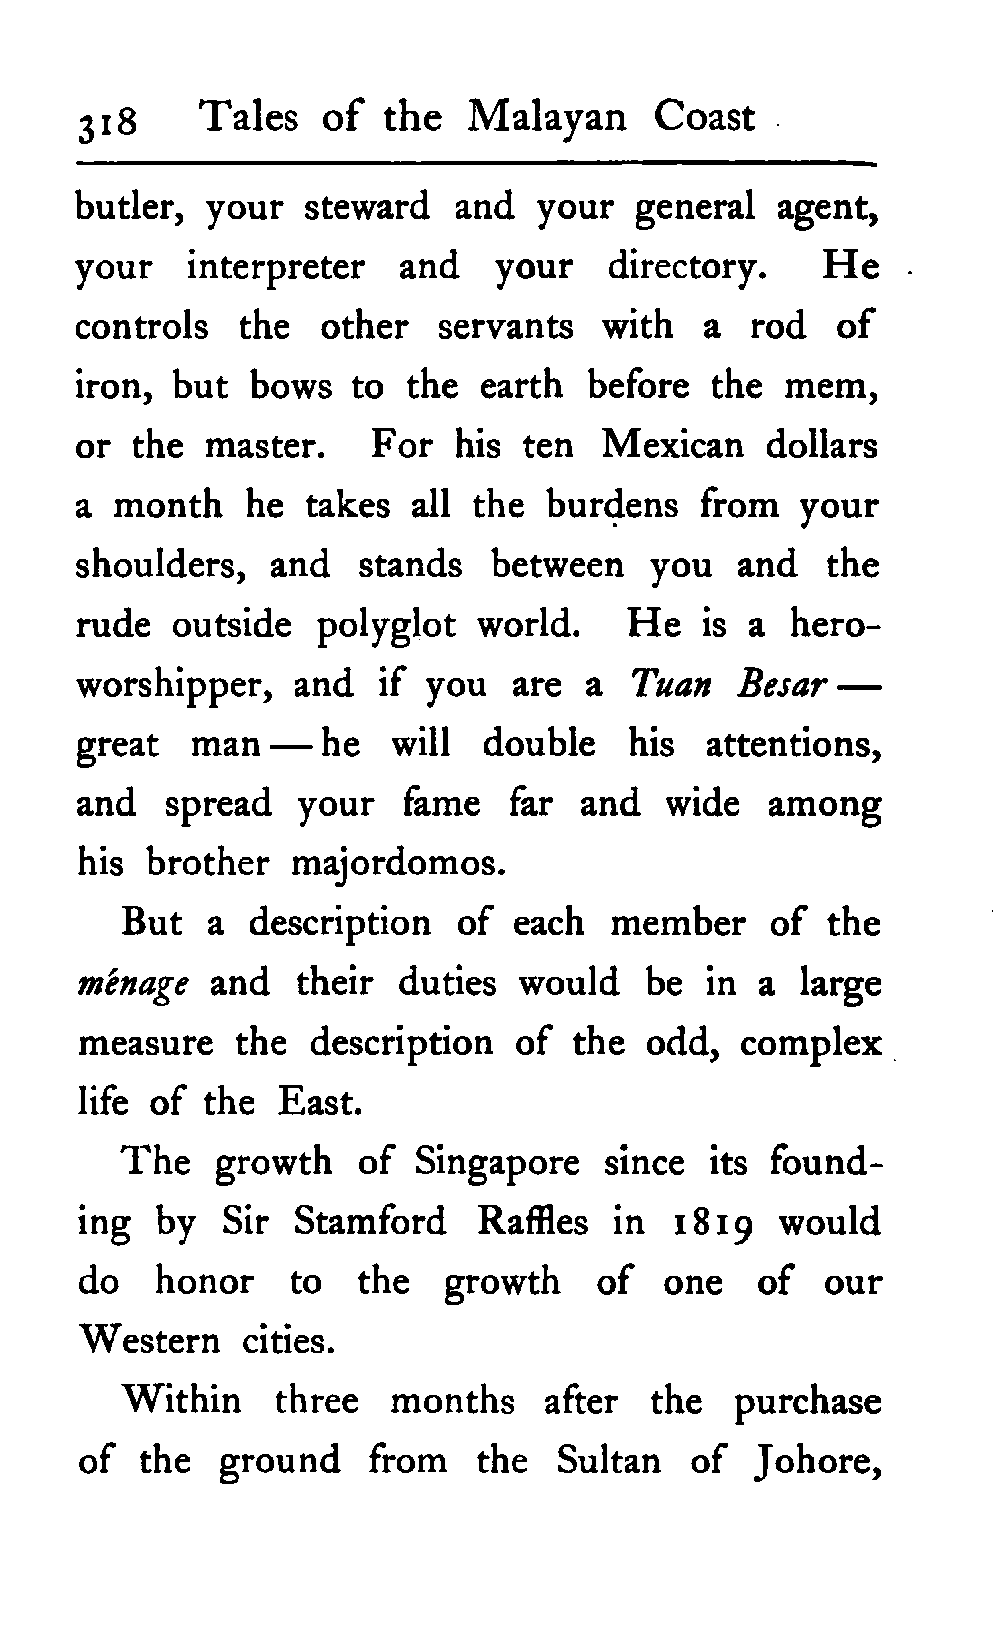 318 Tales of the Malayan Coast
butler, your steward and your general agent,
your interpreter and your directory. He
controls the other servants with a rod of
iron, but bows to the earth before the mem,
or the master. For his ten Mexican dollars
a month he takes all the burdens from your
shoulders, and stands between you and the
rude outside polyglot world. He is a hero-
worshipper, and if you are a Tuan Besar —
great man — he will double his attentions,
and spread your fame far and wide among
his brother majordomos.
But a description of each member of the
ménage and their duties would be in a large
measure the description of the odd, complex
life of the East.
The growth of Singapore since its found-
ing by Sir Stamford Raffles in 1819 would
do honor to the growth of one of our
Western cities.
Within three months after the purchase
of the ground from the Sultan of Johore,